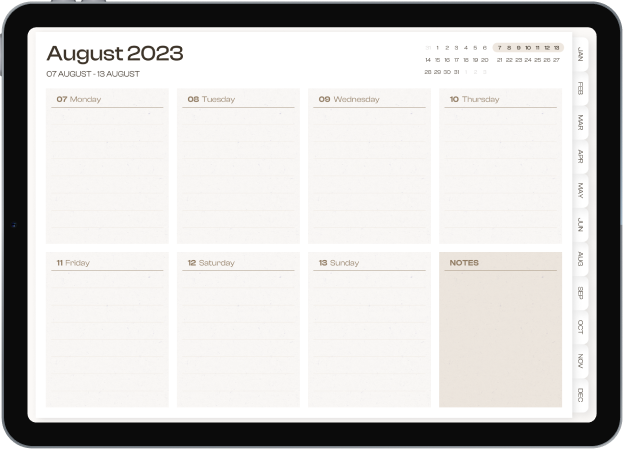 August 2023
07 AUGUST - 13 AUGUST
1 2 3 4 5 6 7 8 9 10 11 12 13
14 15 16 17 18 19 20 21 22 23 24 25 26 27
28 29 30 31 1 2 3
07 Monday
08 Tuesday
09 Wednesday
10 Thursday
11 Friday
12 Saturday
13 Sunday
NOTES
JAN
FEB
MAR
APR
MAY
JUN
AUG
SEP
OCT
NOV
DEC